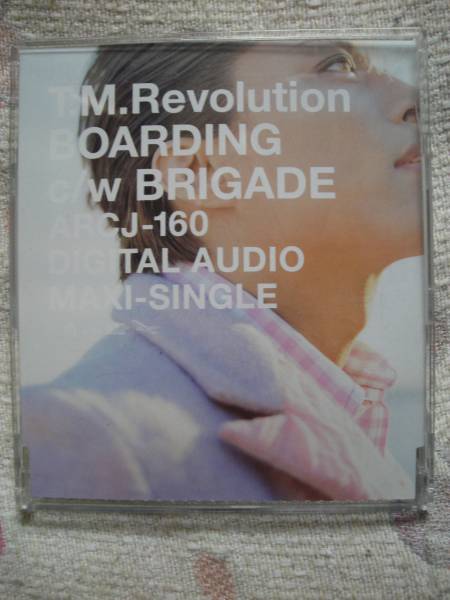 T.M.Revolution
BOARDING
c/w BRIGADE
ARCJ-160
DIGITAL AUDIO
MAXI-SINGLE